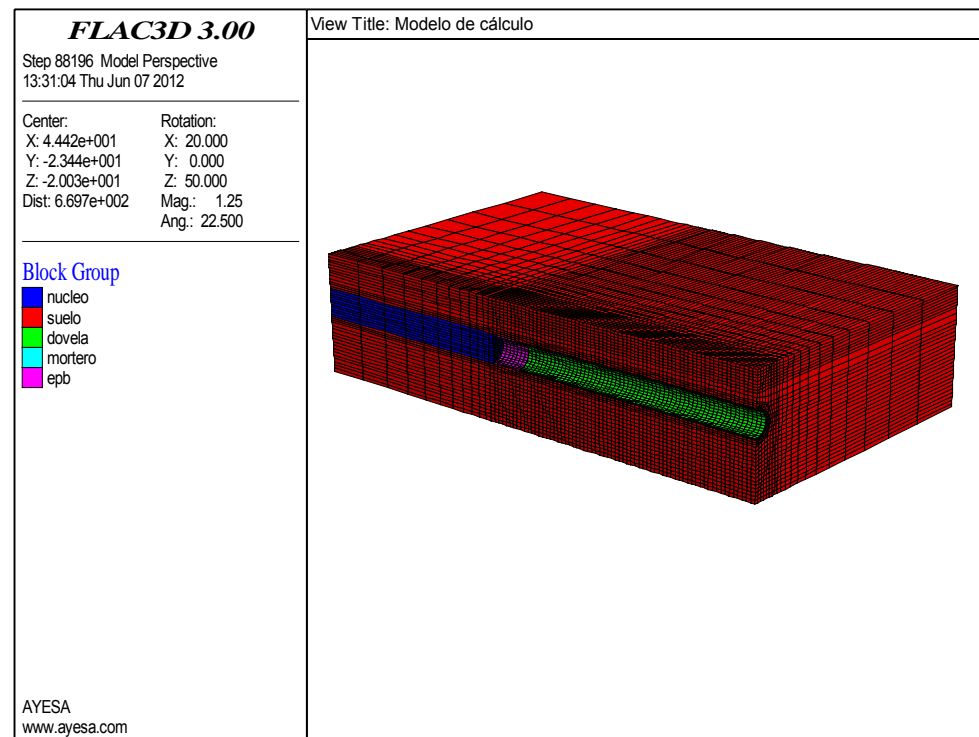 FLAC3D 3.00
Step 88196 Model Perspective
13:31:04 Thu Jun 07 2012
Center:
X: 4.442e+001
Y: -2.344e+001
Z: -2.003e+001
Dist: 6.697e+002
Rotation:
X: 20.000
Y: 0.000
Z: 50.000
Mag.: 1.25
Ang.: 22.500
Block Group
nucleo
suelo
dovela
mortero
epb
AYESA
www.ayesa.com
View Title: Modelo de cálculo